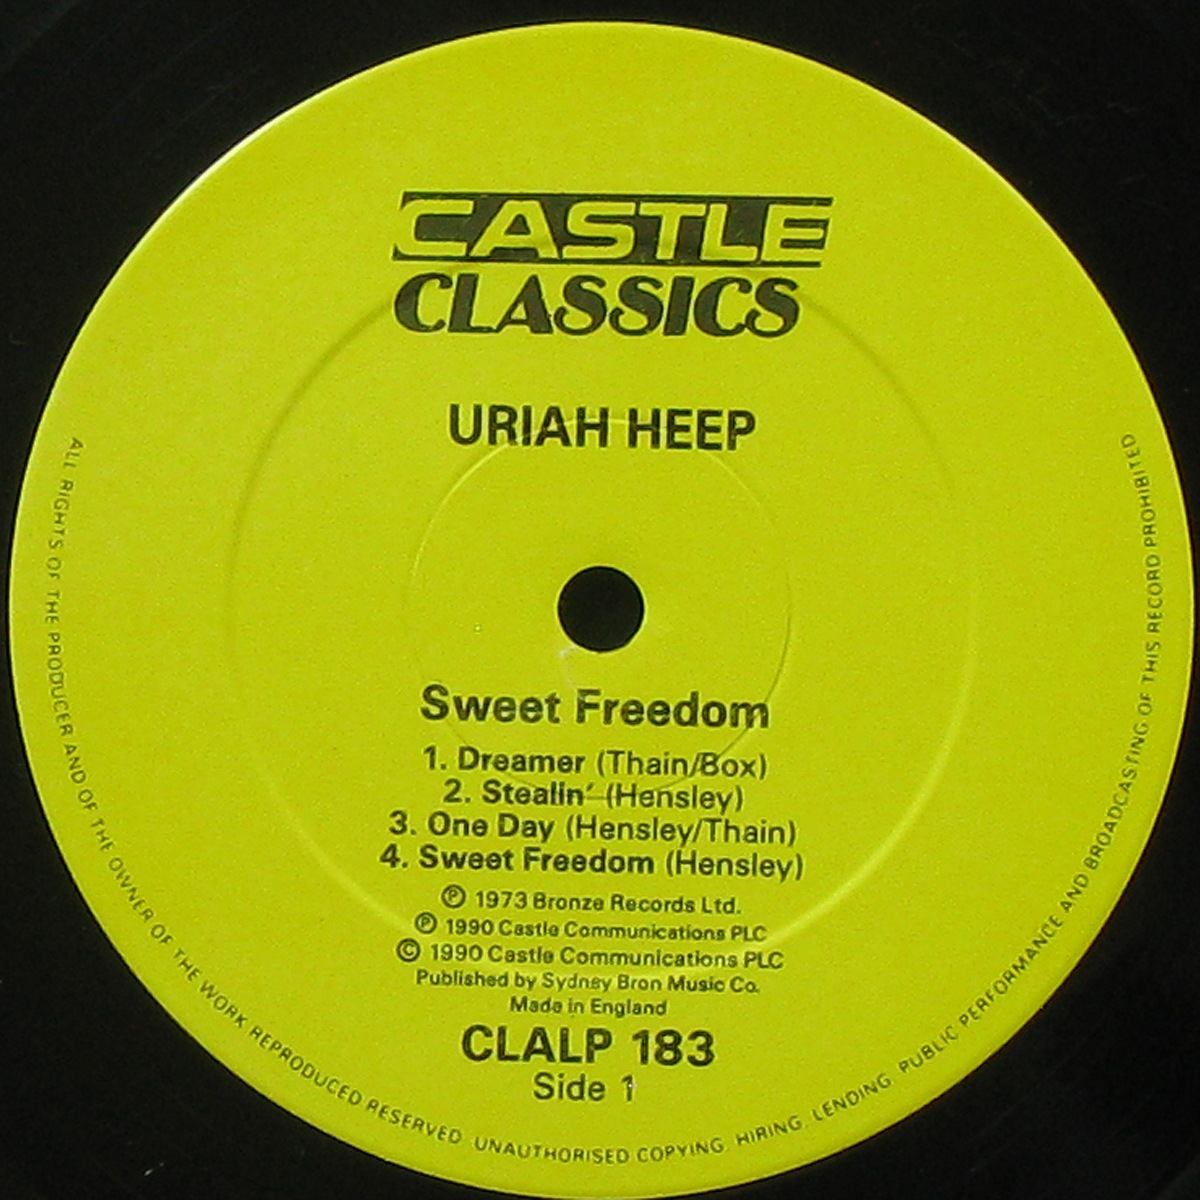 CASTLE
CLASSICS
URIAH HEEP
Sweet Freedom
1. Dreamer (Thain/Box)
2. Stealin' (Hensley)
3. One Day (Hensley/Thain)
4. Sweet Freedom (Hensley)
Ⓟ 1973 Bronze Records Ltd.
Ⓟ 1990 Castle Communications PLC
© 1990 Castle Communications PLC
Published by Sydney Bron Music Co.
Made in England
CLALP 183
Side 1
ALL RIGHTS OF THE PRODUCER AND OF THE OWNER OF THE WORK REPRODUCED RESERVED. UNAUTHORISED COPYING. HIRING. LENDING. PUBLIC PERFORMANCE AND BROADCASTING OF THIS RECORD PROHIBITED